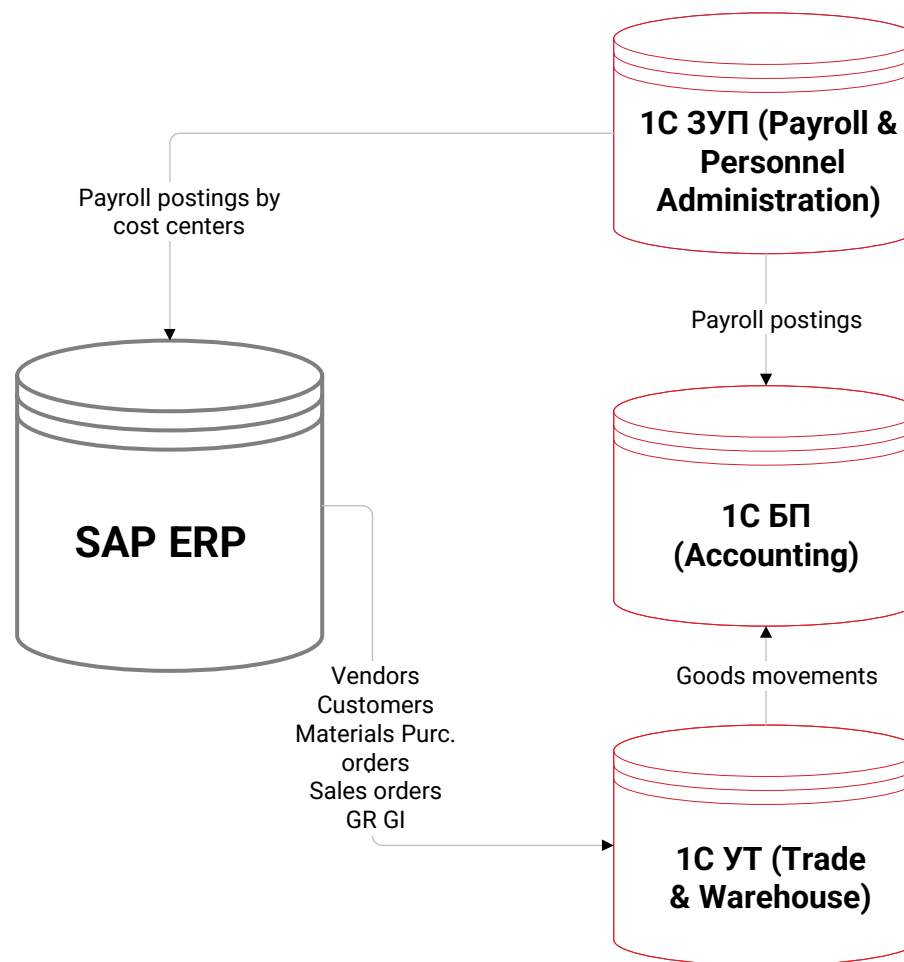 1С ЗУП (Payroll &
Personnel
Administration)
Payroll postings by
cost centers
Payroll postings
SAP ERP
1С БП
(Accounting)
Vendors
Customers
Materials Purc.
orders
Sales orders
GR GI
Goods movements
1С УТ (Trade
& Warehouse)